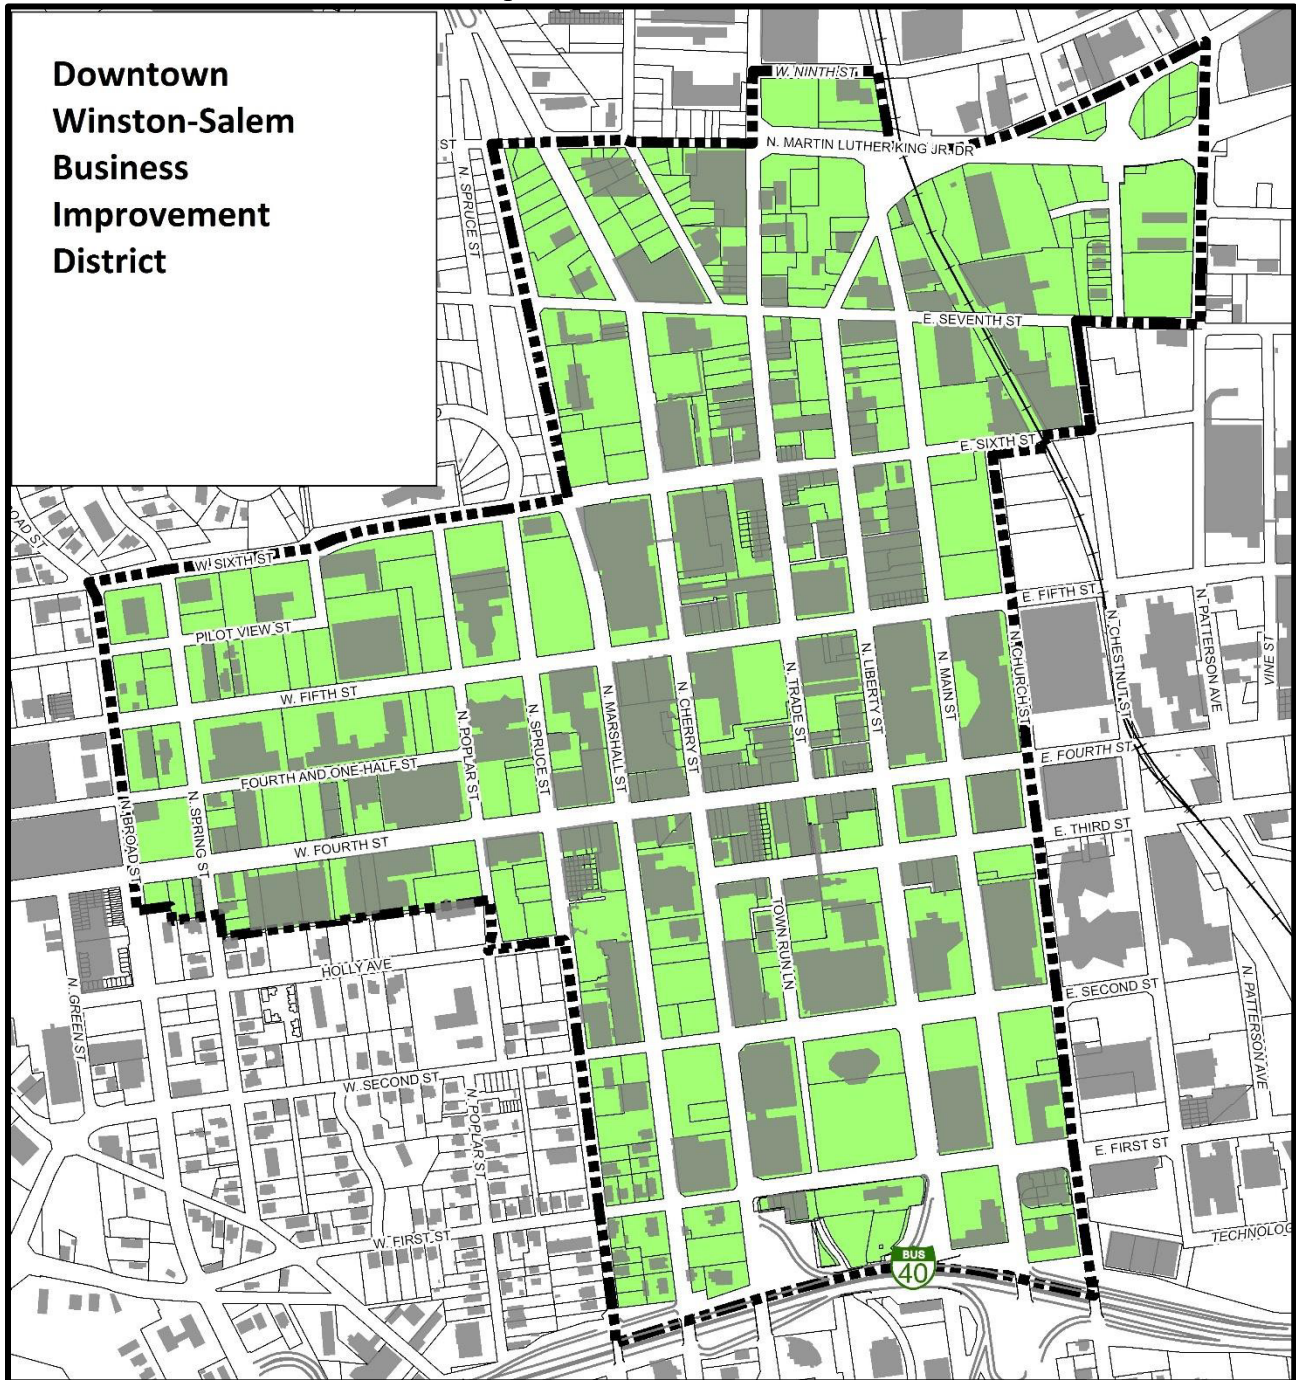 Downtown
Winston-Salem
Business
Improvement
District
W. NINTH ST
N. MARTIN LUTHER KING JR. DR
ST
N. SPRUCE ST
E. SEVENTH ST
E. SIXTH ST
W. SIXTH ST
PILOT VIEW ST
E. FIFTH ST
W. FIFTH ST
N. PATTERSON AVE
VINE ST
N. CHESTNUT ST
N. CHURCH ST
N. MAIN ST
N. LIBERTY ST
N. TRADE ST
N. CHERRY ST
N. MARSHALL ST
N. SPRUCE ST
N. POPLAR ST
E. FOURTH ST
FOURTH AND ONE-HALF ST
N. BROAD ST
N. SPRING ST
W. FOURTH ST
E. THIRD ST
TOWN RUN LN
HOLLY AVE
N. GREEN ST
E. SECOND ST
N. PATTERSON AVE
W. SECOND ST
N. POPLAR ST
E. FIRST ST
W. FIRST ST
TECHNOLOG
BUS
40